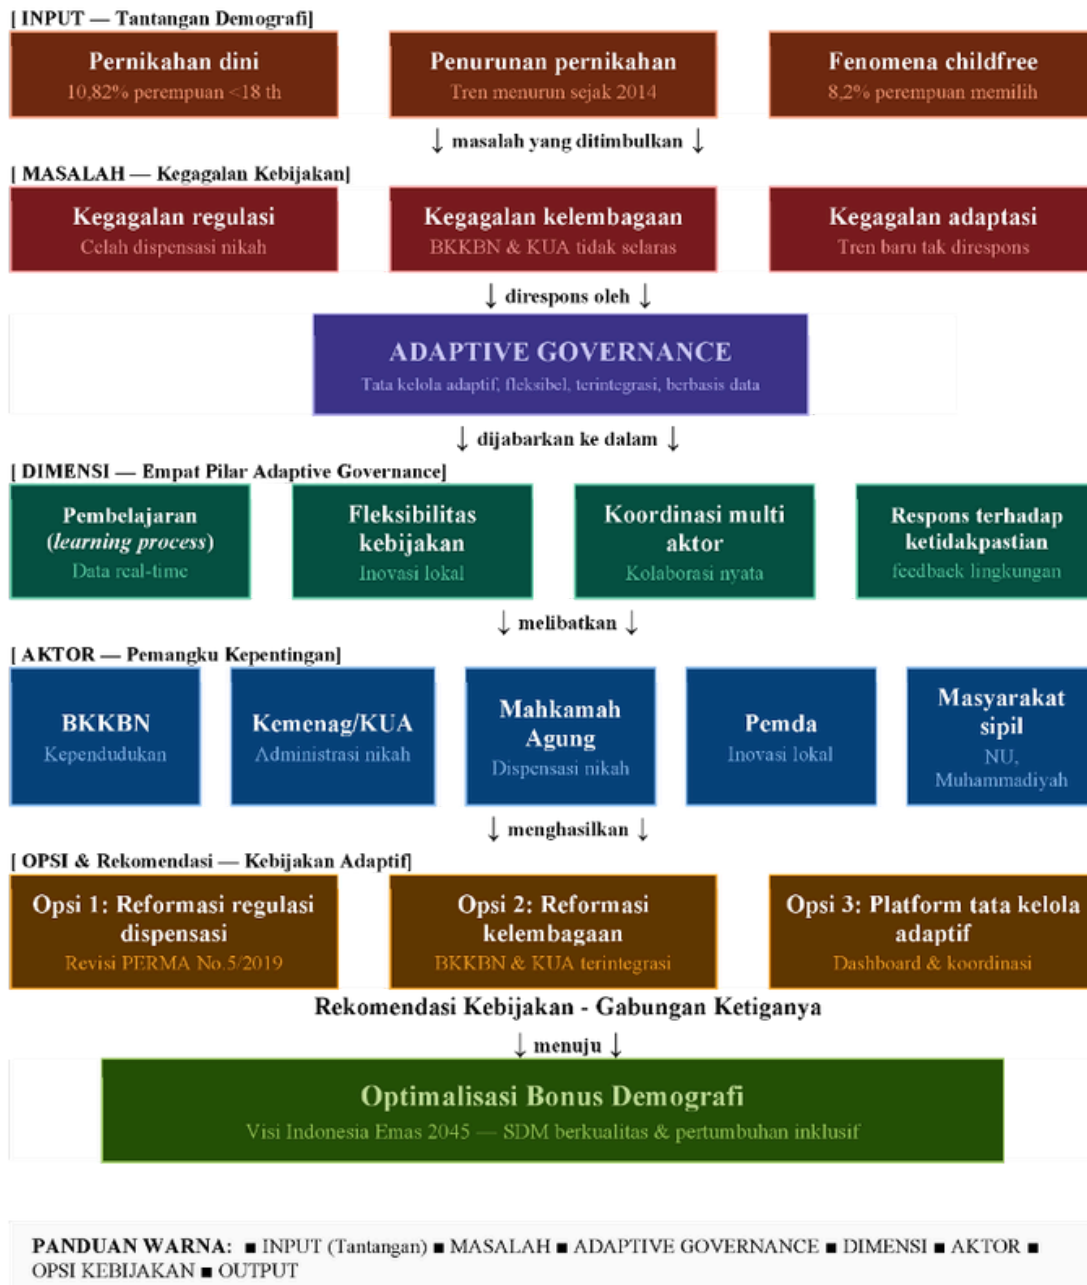 [ INPUT — Tantangan Demografi]
Pernikahan dini
10,82% perempuan <18 th
Penurunan pernikahan
Tren menurun sejak 2014
Fenomena childfree
8,2% perempuan memilih
↓ masalah yang ditimbulkan ↓
[ MASALAH — Kegagalan Kebijakan]
Kegagalan regulasi
Celah dispensasi nikah
Kegagalan kelembagaan
BKKBN & KUA tidak selaras
Kegagalan adaptasi
Tren baru tak direspons
↓ direspons oleh ↓
ADAPTIVE GOVERNANCE
Tata kelola adaptif, fleksibel, terintegrasi, berbasis data
↓ dijabarkan ke dalam ↓
[ DIMENSI — Empat Pilar Adaptive Governance]
Pembelajaran
(learning process)
Data real-time
Fleksibilitas
kebijakan
Inovasi lokal
Koordinasi multi
aktor
Kolaborasi nyata
Respons terhadap
ketidakpastian
feedback lingkungan
↓ melibatkan ↓
[ AKTOR — Pemangku Kepentingan]
BKKBN
Kependudukan
Kemenag/KUA
Administrasi nikah
Mahkamah
Agung
Dispensasi nikah
Pemda
Inovasi lokal
Masyarakat
sipil
NU,
Muhammadiyah
↓ menghasilkan ↓
[ OPSI & Rekomendasi — Kebijakan Adaptif]
Opsi 1: Reformasi regulasi
dispensasi
Revisi PERMA No.5/2019
Opsi 2: Reformasi
kelembagaan
BKKBN & KUA terintegrasi
Opsi 3: Platform tata kelola
adaptif
Dashboard & koordinasi
Rekomendasi Kebijakan - Gabungan Ketiganya
↓ menuju ↓
Optimalisasi Bonus Demografi
Visi Indonesia Emas 2045 — SDM berkualitas & pertumbuhan inklusif
PANDUAN WARNA: ■ INPUT (Tantangan) ■ MASALAH ■ ADAPTIVE GOVERNANCE ■ DIMENSI ■ AKTOR ■
OPSI KEBIJAKAN ■ OUTPUT